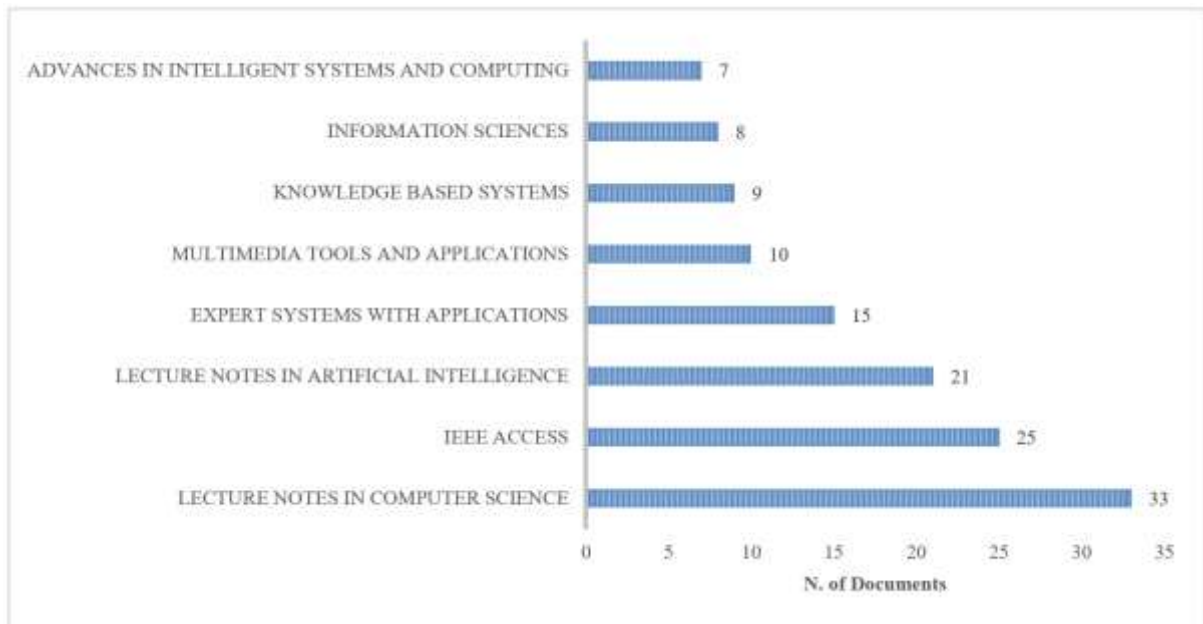 ADVANCES IN INTELLIGENT SYSTEMS AND COMPUTING 7
INFORMATION SCIENCES 8
KNOWLEDGE BASED SYSTEMS 9
MULTIMEDIA TOOLS AND APPLICATIONS 10
EXPERT SYSTEMS WITH APPLICATIONS 15
LECTURE NOTES IN ARTIFICIAL INTELLIGENCE 21
IEEE ACCESS 25
LECTURE NOTES IN COMPUTER SCIENCE 33
0 5 10 15 20 25 30 35
N. of Documents